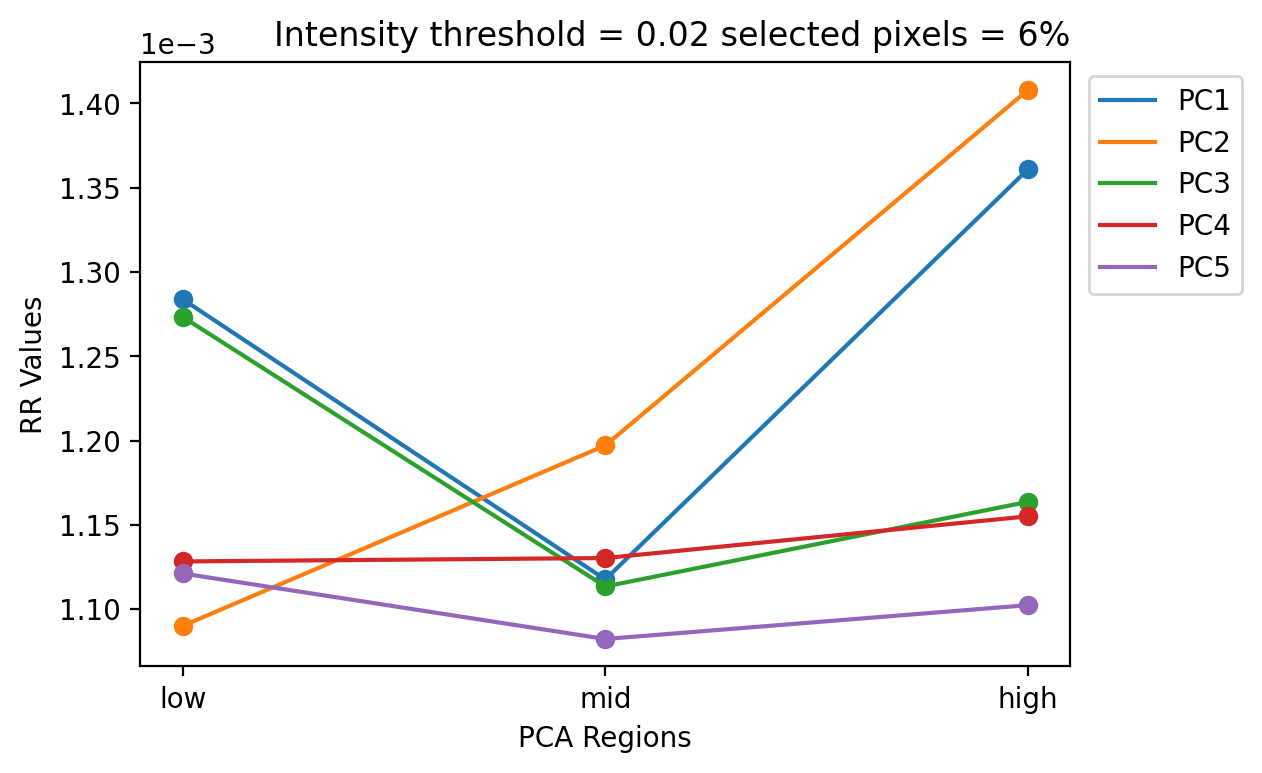 Intensity threshold = 0.02 selected pixels = 6%
1e−3
1.40
1.35
1.30
1.25
1.20
1.15
1.10
RR Values
low
mid
high
PCA Regions
PC1
PC2
PC3
PC4
PC5